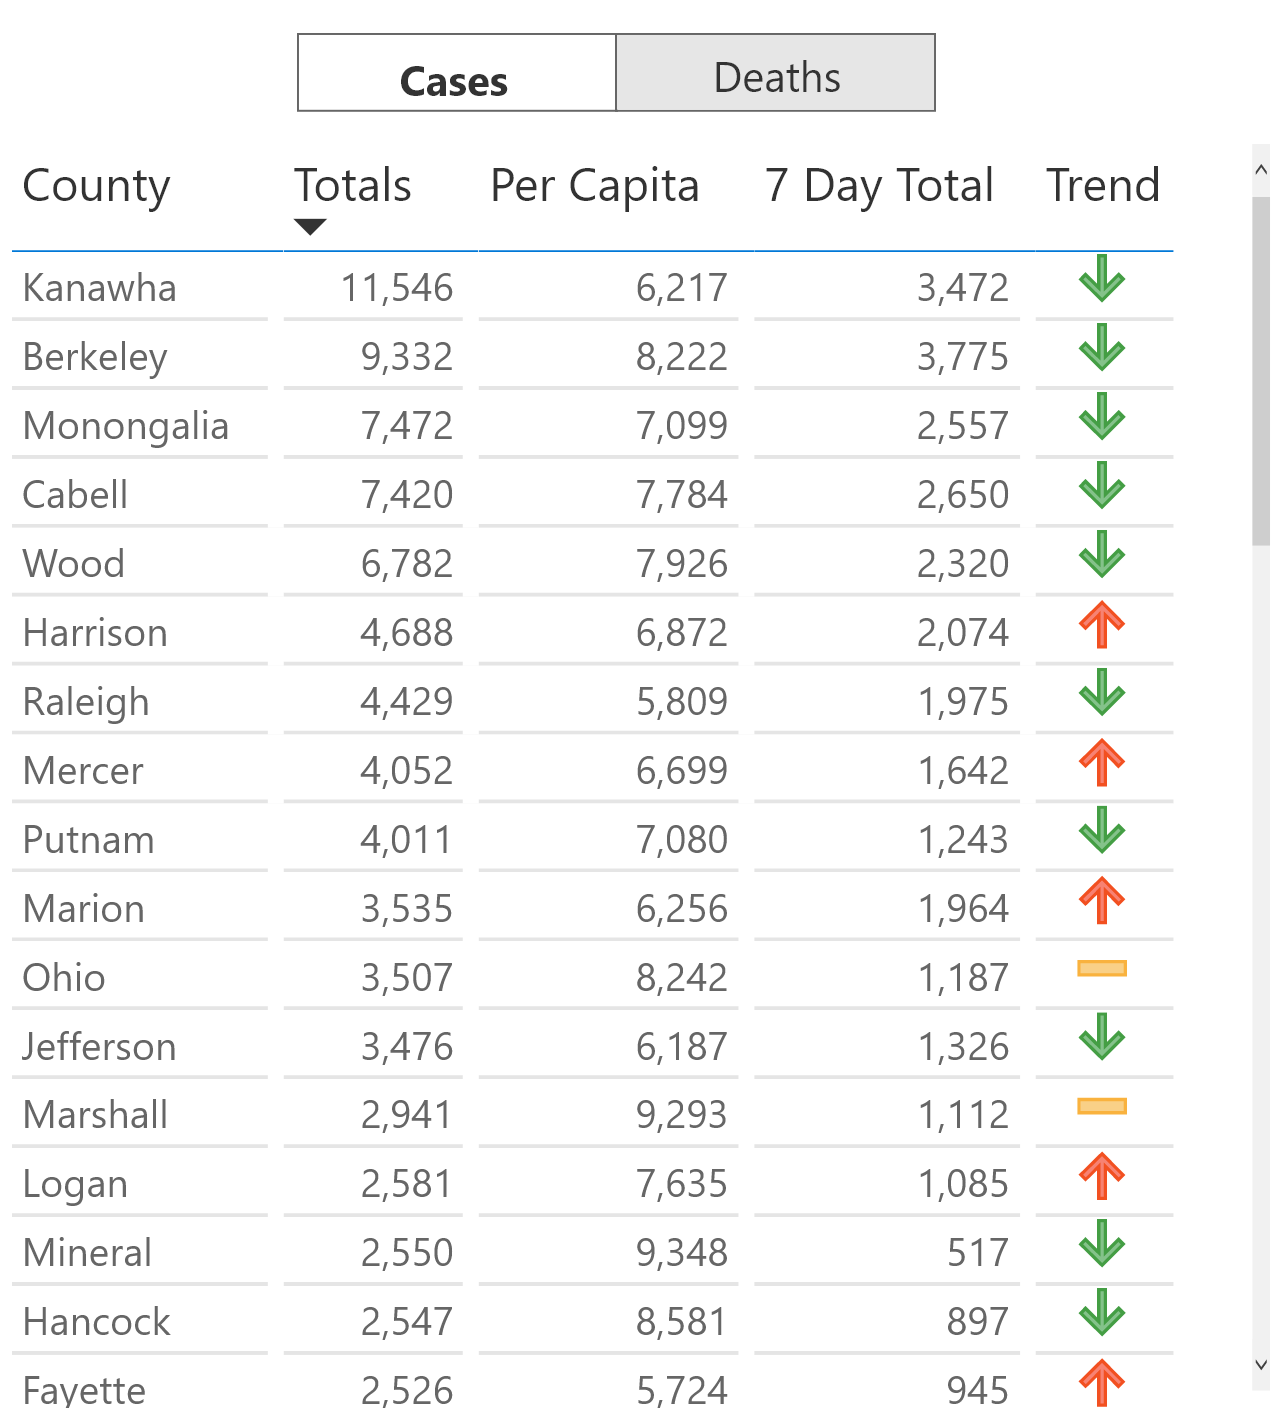 Cases Deaths
County Totals Per Capita 7 Day Total Trend
Kanawha 11,546 6,217 3,472
Berkeley 9,332 8,222 3,775
Monongalia 7,472 7,099 2,557
Cabell 7,420 7,784 2,650
Wood 6,782 7,926 2,320
Harrison 4,688 6,872 2,074
Raleigh 4,429 5,809 1,975
Mercer 4,052 6,699 1,642
Putnam 4,011 7,080 1,243
Marion 3,535 6,256 1,964
Ohio 3,507 8,242 1,187
Jefferson 3,476 6,187 1,326
Marshall 2,941 9,293 1,112
Logan 2,581 7,635 1,085
Mineral 2,550 9,348 517
Hancock 2,547 8,581 897
Fayette 2,526 5,724 945